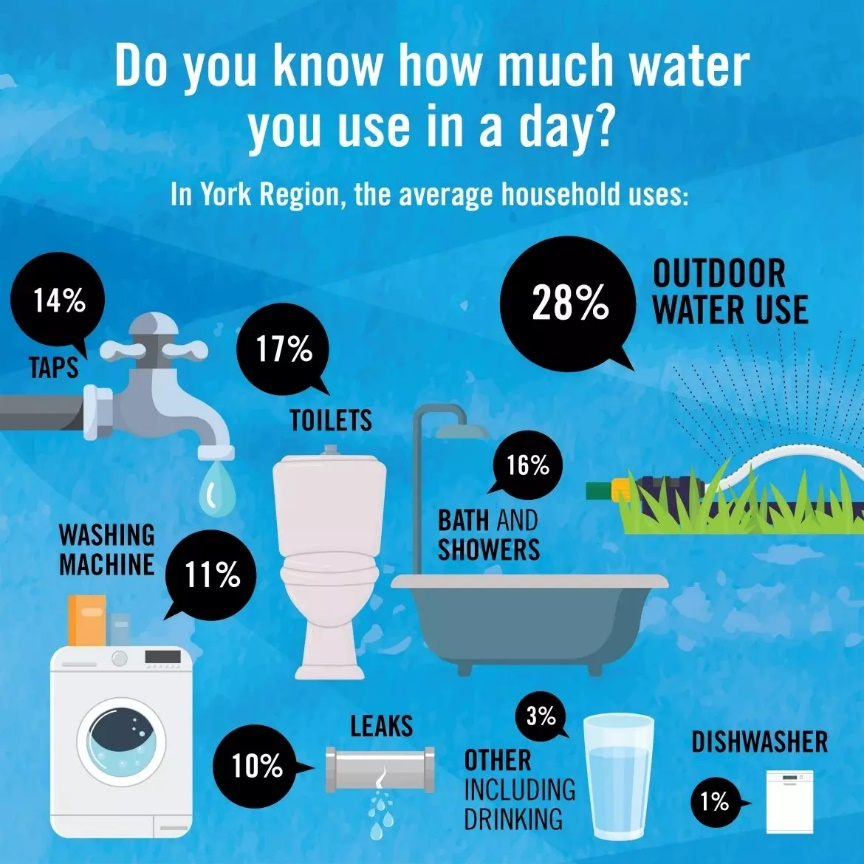 Do you know how much water
you use in a day?
In York Region, the average household uses:
14%
TAPS
17%
TOILETS
28%
OUTDOOR
WATER USE
16%
BATH AND
SHOWERS
WASHING
MACHINE
11%
10%
LEAKS
3%
OTHER
INCLUDING
DRINKING
DISHWASHER
1%